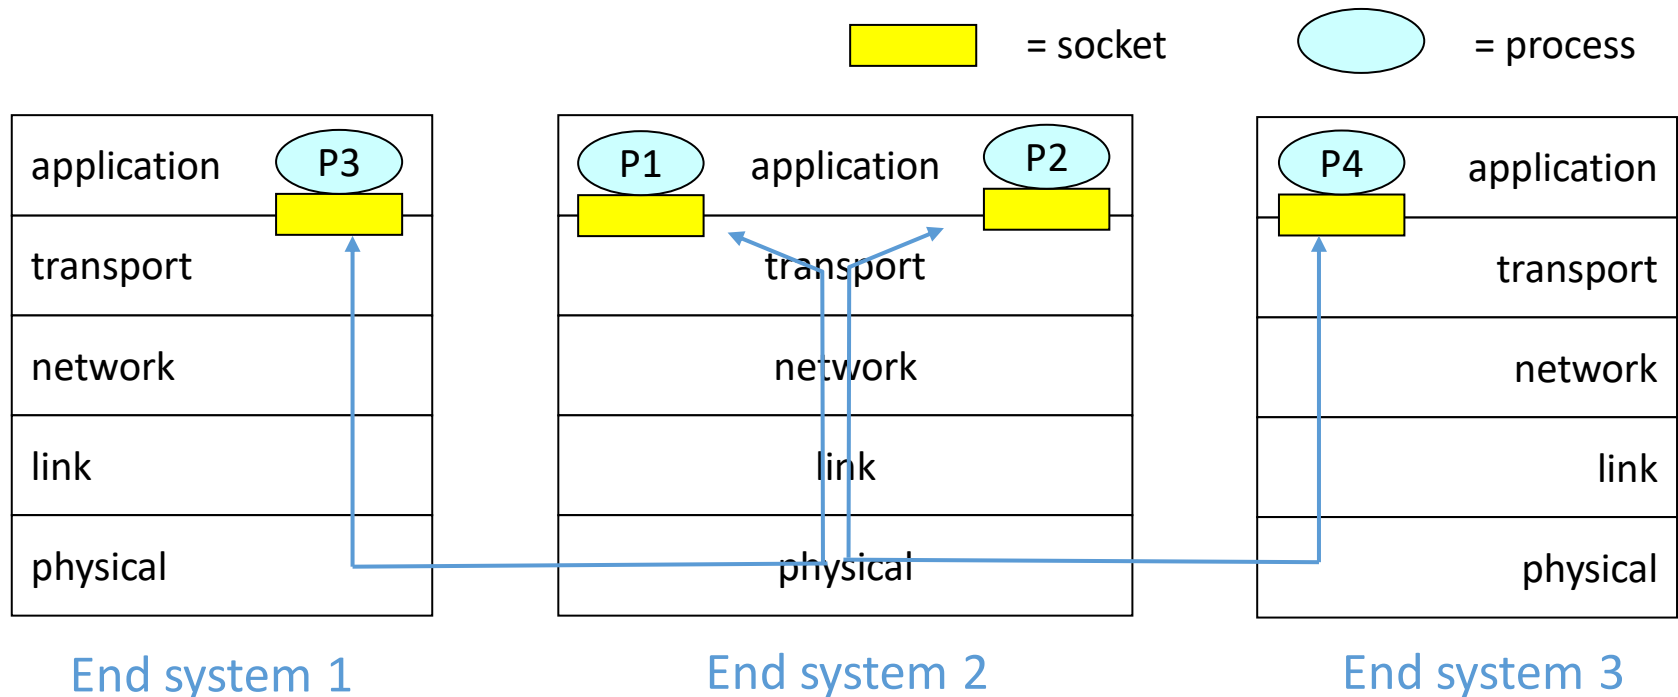 = socket
= process
application
P3
P1
application
P2
P4
application
transport
transport
transport
network
network
network
link
link
link
physical
physical
physical
End system 1
End system 2
End system 3